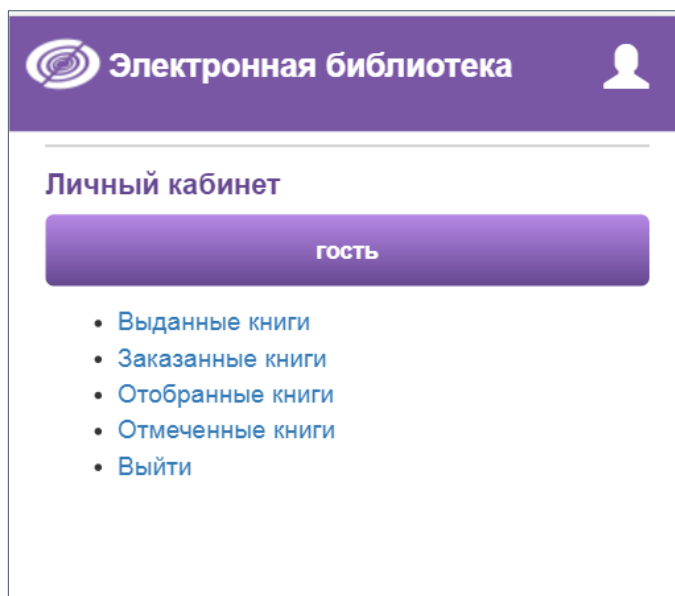 Электронная библиотека
Личный кабинет
гость
Выданные книги
Заказанные книги
Отобранные книги
Отмеченные книги
Выйти